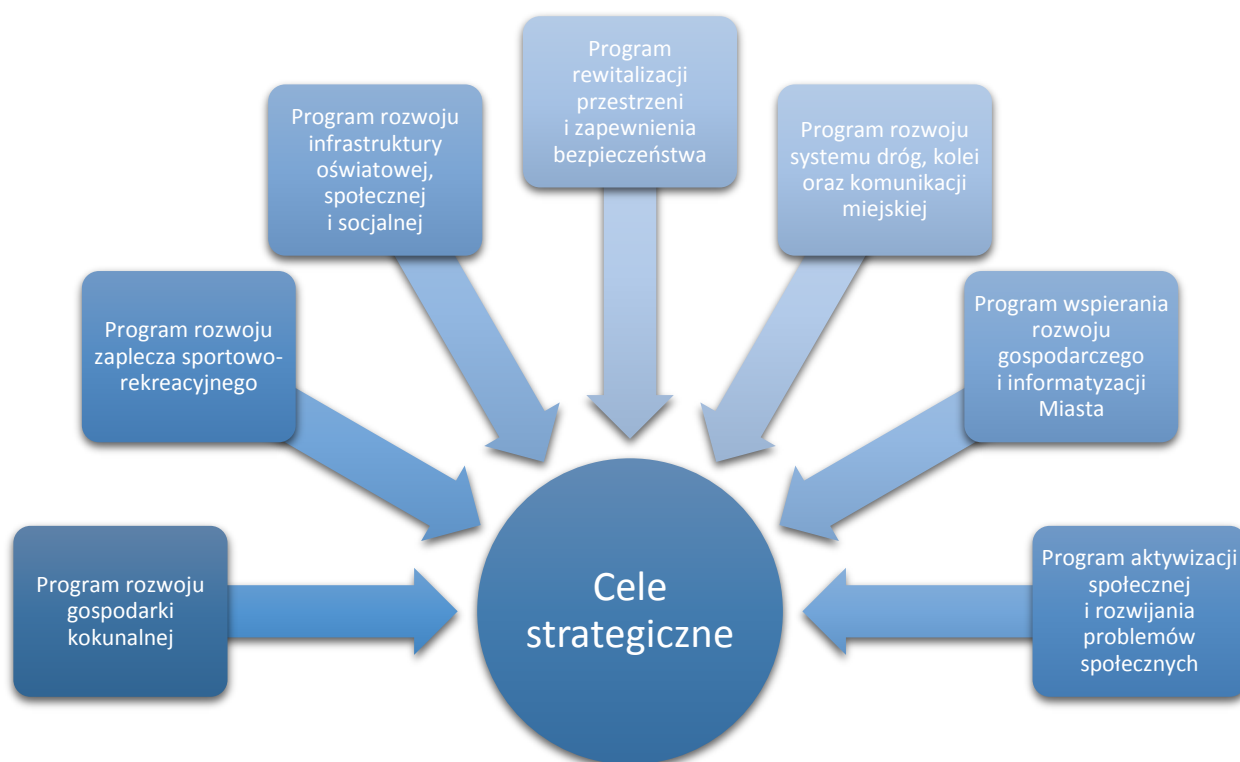 Program
rewitalizacji
przestrzeni
i zapewnienia
bezpieczeństwa
Program rozwoju
infrastruktury
oświatowej,
społecznej
i socjalnej
Program rozwoju
systemu dróg, kolei
oraz komunikacji
miejskiej
Program rozwoju
zaplecza sportowo-
rekreacyjnego
Program wspierania
rozwoju
gospodarczego
i informatyzacji
Miasta
Program rozwoju
gospodarki
kokunalnej
Cele
strategiczne
Program aktywizacji
społecznej
i rozwijania
problemów
społecznych